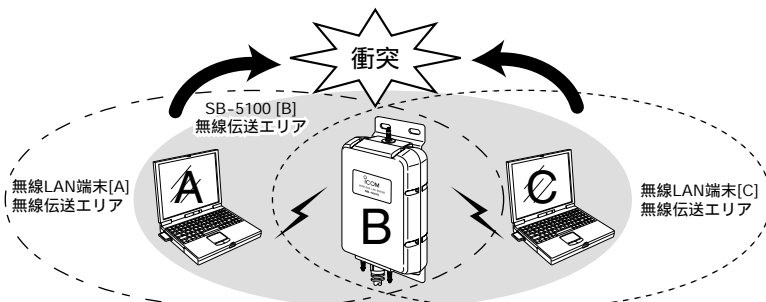 衝突
SB-5100 [B]
無線伝送エリア
無線LAN端末[A]
無線伝送エリア
A
B
C
ICOM
無線LAN端末[C]
無線伝送エリア